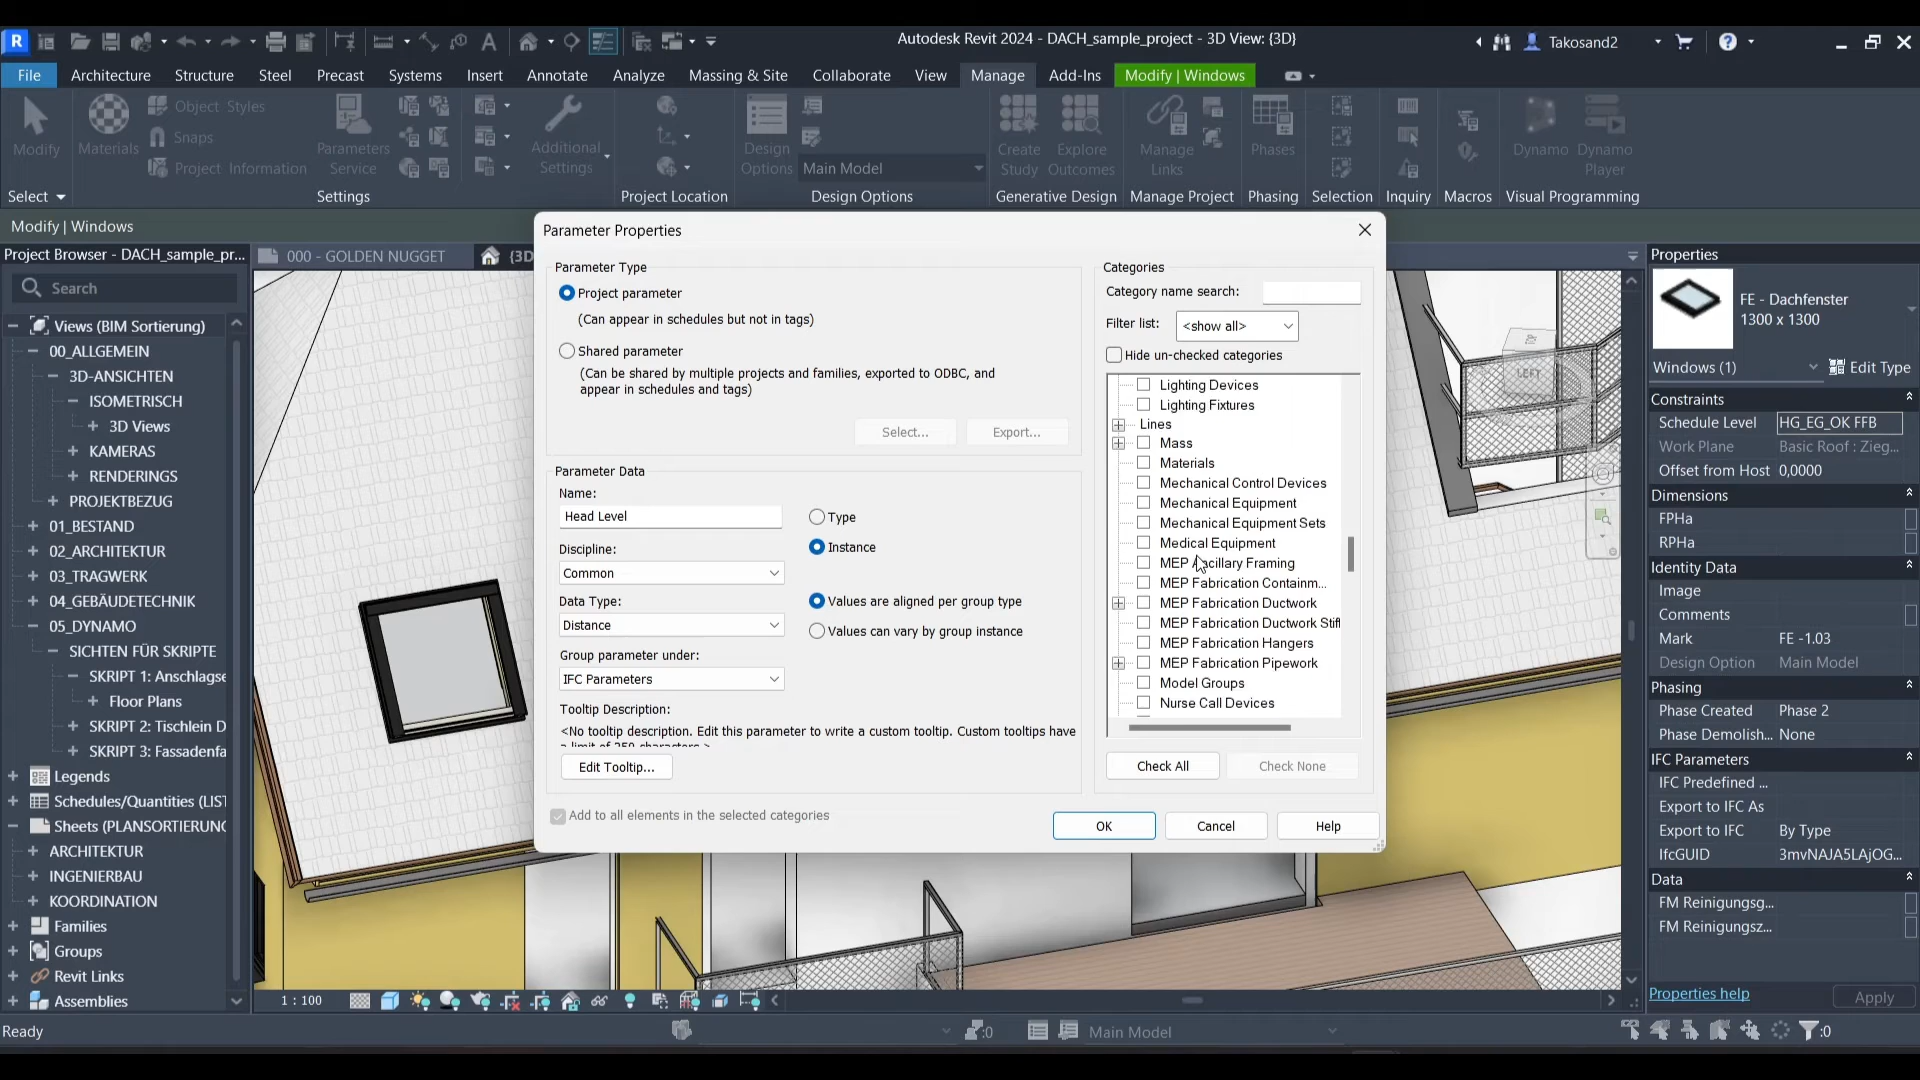 R
A
Autodesk Revit 2024 - DACH_sample_project - 3D View: {3D}
Takosand2
?
File
Architecture
Structure
Steel
Precast
Systems
Insert
Annotate
Analyze
Massing & Site
Collaborate
View
Manage
Add-Ins
Modify | Windows
Modify
Materials
Object Styles
Snaps
Project Information
Parameters
Service
Additional
Settings
Design
Options
Main Model
Create
Study
Explore
Outcomes
Manage
Links
Phases
Dynamo
Dynamo
Player
Select
Settings
Project Location
Design Options
Generative Design
Manage Project
Phasing
Selection
Inquiry
Macros
Visual Programming
Modify | Windows
Project Browser - DACH_sample_pr...
Search
Views (BIM Sortierung)
00_ALLGEMEIN
3D-ANSICHTEN
ISOMETRISCH
3D Views
KAMERAS
RENDERINGS
PROJEKTBEZUG
01_BESTAND
02_ARCHITEKTUR
03_TRAGWERK
04_GEBÄUDETECHNIK
05_DYNAMO
SICHTEN FÜR SKRIPTE
SKRIPT 1: Anschlagse
Floor Plans
SKRIPT 2: Tischlein D
SKRIPT 3: Fassadenfa
Legends
Schedules/Quantities (LIST
Sheets (PLANSORTIERUNG
ARCHITEKTUR
INGENIERBAU
KOORDINATION
Families
Groups
Revit Links
Assemblies
000 - GOLDEN NUGGET
{3D
LEFT
Parameter Properties
Parameter Type
Project parameter
(Can appear in schedules but not in tags)
Shared parameter
(Can be shared by multiple projects and families, exported to ODBC, and
appear in schedules and tags)
Select...
Export...
Parameter Data
Name:
Head Level
Discipline:
Common
Data Type:
Distance
Group parameter under:
IFC Parameters
Type
Instance
Values are aligned per group type
Values can vary by group instance
Tooltip Description:
<No tooltip description. Edit this parameter to write a custom tooltip. Custom tooltips have
a limit of 250 characters.>
Edit Tooltip...
Add to all elements in the selected categories
Categories
Category name search:
Filter list:
<show all>
Hide un-checked categories
Lighting Devices
Lighting Fixtures
Lines
Mass
Materials
Mechanical Control Devices
Mechanical Equipment
Mechanical Equipment Sets
Medical Equipment
MEP Ancillary Framing
MEP Fabrication Containm...
MEP Fabrication Ductwork
MEP Fabrication Ductwork Stiff
MEP Fabrication Hangers
MEP Fabrication Pipework
Model Groups
Nurse Call Devices
Check All
Check None
OK
Cancel
Help
Properties
FE - Dachfenster
1300 x 1300
Windows (1)
Edit Type
Constraints
Schedule Level HG_EG_OK FFB
Work Plane Basic Roof : Zieg...
Offset from Host 0,0000
Dimensions
FPHa
RPHa
Identity Data
Image
Comments
Mark FE -1.03
Design Option Main Model
Phasing
Phase Created Phase 2
Phase Demolish... None
IFC Parameters
IFC Predefined ...
Export to IFC As
Export to IFC By Type
IfcGUID 3mvNAJA5LAjOG...
Data
FM Reinigungsg...
FM Reinigungsz...
Properties help
Apply
1 : 100
Ready
:0
Main Model
:0